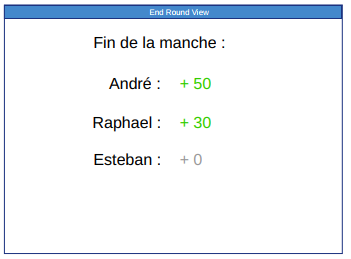 End Round View
Fin de la manche :
André : + 50
Raphael : + 30
Esteban : + 0